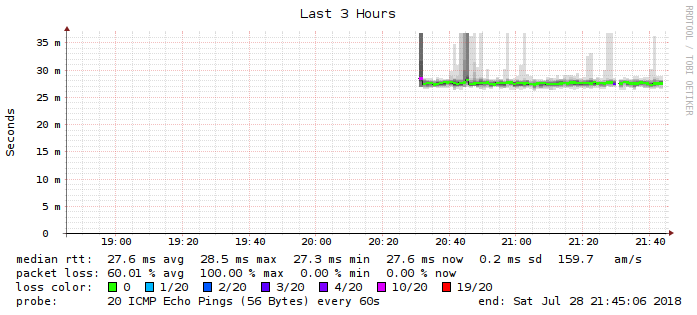 Last 3 Hours
RRDTOOL / TOBI OETIKER
Seconds
35 m
30 m
25 m
20 m
15 m
10 m
5 m
0
19:00 19:20 19:40 20:00 20:20 20:40 21:00 21:20 21:40
median rtt: 27.6 ms avg 28.5 ms max 27.3 ms min 27.6 ms now 0.2 ms sd 159.7 am/s
packet loss: 60.01 % avg 100.00 % max 0.00 % min 0.00 % now
loss color: 0 1/20 2/20 3/20 4/20 10/20 19/20
probe: 20 ICMP Echo Pings (56 Bytes) every 60s end: Sat Jul 28 21:45:06 2018